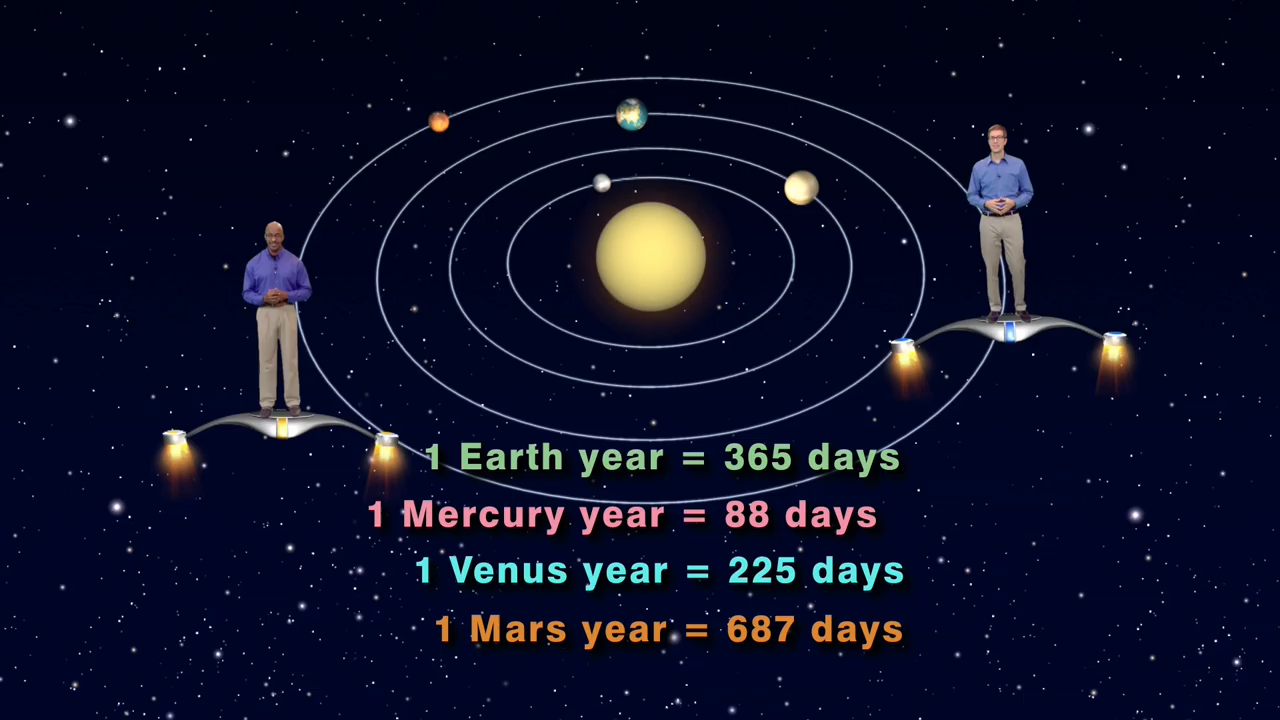 1 Earth year = 365 days
1 Mercury year = 88 days
1 Venus year = 225 days
1 Mars year = 687 days